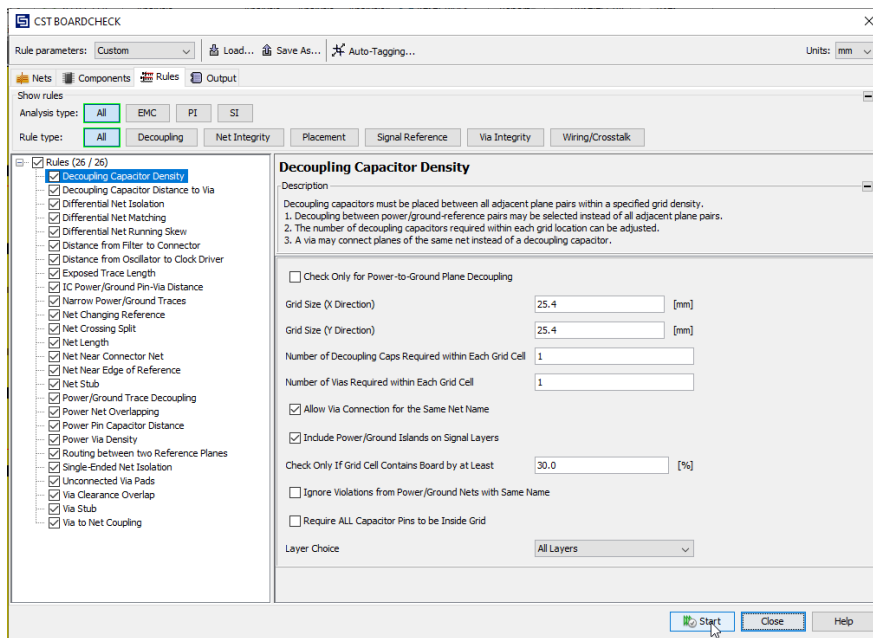 CST BOARDCHECK
Rule parameters: Custom Load... Save As... Auto-Tagging... Units: mm
Nets Components Rules Output
Show rules
Analysis type: All EMC PI SI
Rule type: All Decoupling Net Integrity Placement Signal Reference Via Integrity Wiring/Crosstalk
Rules (26 / 26)
Decoupling Capacitor Density
Decoupling Capacitor Distance to Via
Differential Net Isolation
Differential Net Matching
Differential Net Running Skew
Distance from Filter to Connector
Distance from Oscillator to Clock Driver
Exposed Trace Length
IC Power/Ground Pin-Via Distance
Narrow Power/Ground Traces
Net Changing Reference
Net Crossing Split
Net Length
Net Near Connector Net
Net Near Edge of Reference
Net Stub
Power/Ground Trace Decoupling
Power Net Overlapping
Power Pin Capacitor Distance
Power Via Density
Routing between two Reference Planes
Single-Ended Net Isolation
Unconnected Via Pads
Via Clearance Overlap
Via Stub
Via to Net Coupling
Decoupling Capacitor Density
Description
Decoupling capacitors must be placed between all adjacent plane pairs within a specified grid density.
1. Decoupling between power/ground-reference pairs may be selected instead of all adjacent plane pairs.
2. The number of decoupling capacitors required within each grid location can be adjusted.
3. A via may connect planes of the same net instead of a decoupling capacitor.
Check Only for Power-to-Ground Plane Decoupling
Grid Size (X Direction) 25.4 [mm]
Grid Size (Y Direction) 25.4 [mm]
Number of Decoupling Caps Required within Each Grid Cell 1
Number of Vias Required within Each Grid Cell 1
Allow Via Connection for the Same Net Name
Include Power/Ground Islands on Signal Layers
Check Only If Grid Cell Contains Board by at Least 30.0 [%]
Ignore Violations from Power/Ground Nets with Same Name
Require ALL Capacitor Pins to be Inside Grid
Layer Choice All Layers
Start Close Help